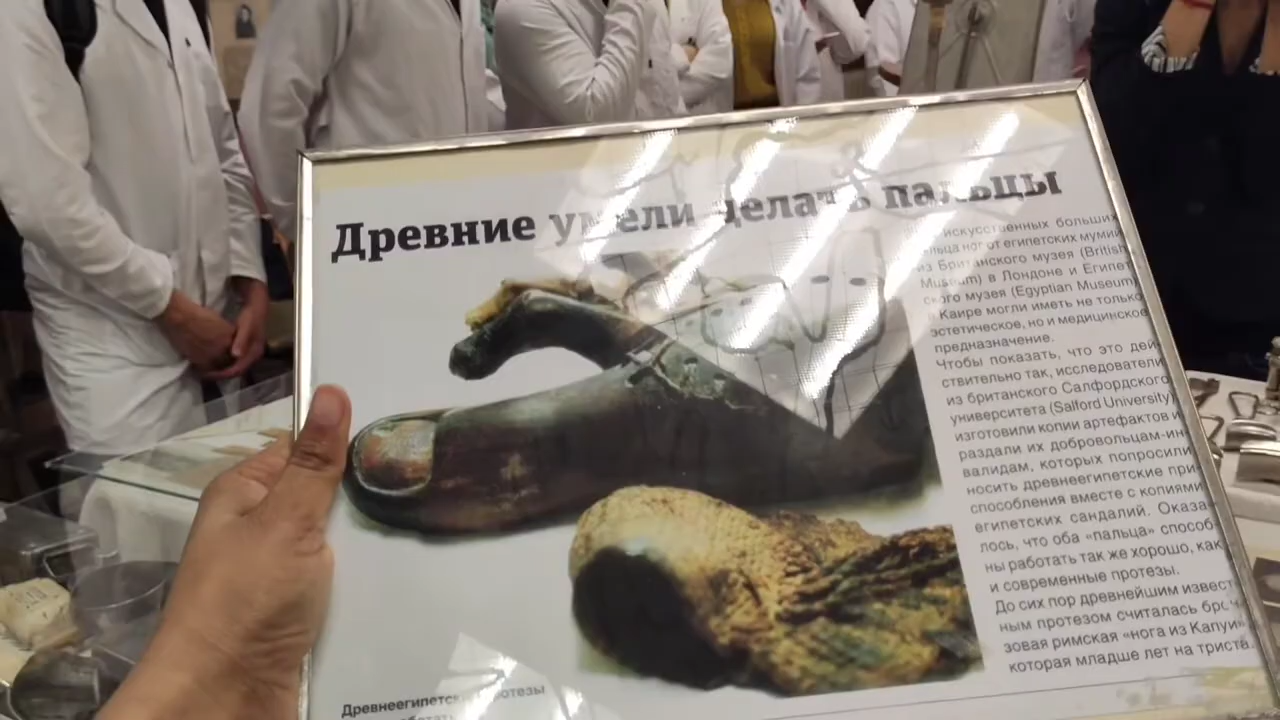 Древние умели делать пальцы
искусственных больших
пальца ног от египетских мумий
из Британского музея (British
Museum) в Лондоне и Египет-
ского музея (Egyptian Museum)
в Каире могли иметь не только
эстетическое, но и медицинское
предназначение.
Чтобы показать, что это дей-
ствительно так, исследователи
из британского Салфордского
университета (Salford University)
изготовили копии артефактов и
раздали их добровольцам-ин-
валидам, которых попросили
носить древнеегипетские при-
способления вместе с копиями
египетских сандалий. Оказа-
лось, что оба «пальца» способ-
ны работать так же хорошо, как
и современные протезы.
До сих пор древнейшим извест-
ным протезом считалась брон-
зовая римская «нога из Капуи»,
которая младше лет на триста.
Древнеегипетские протезы